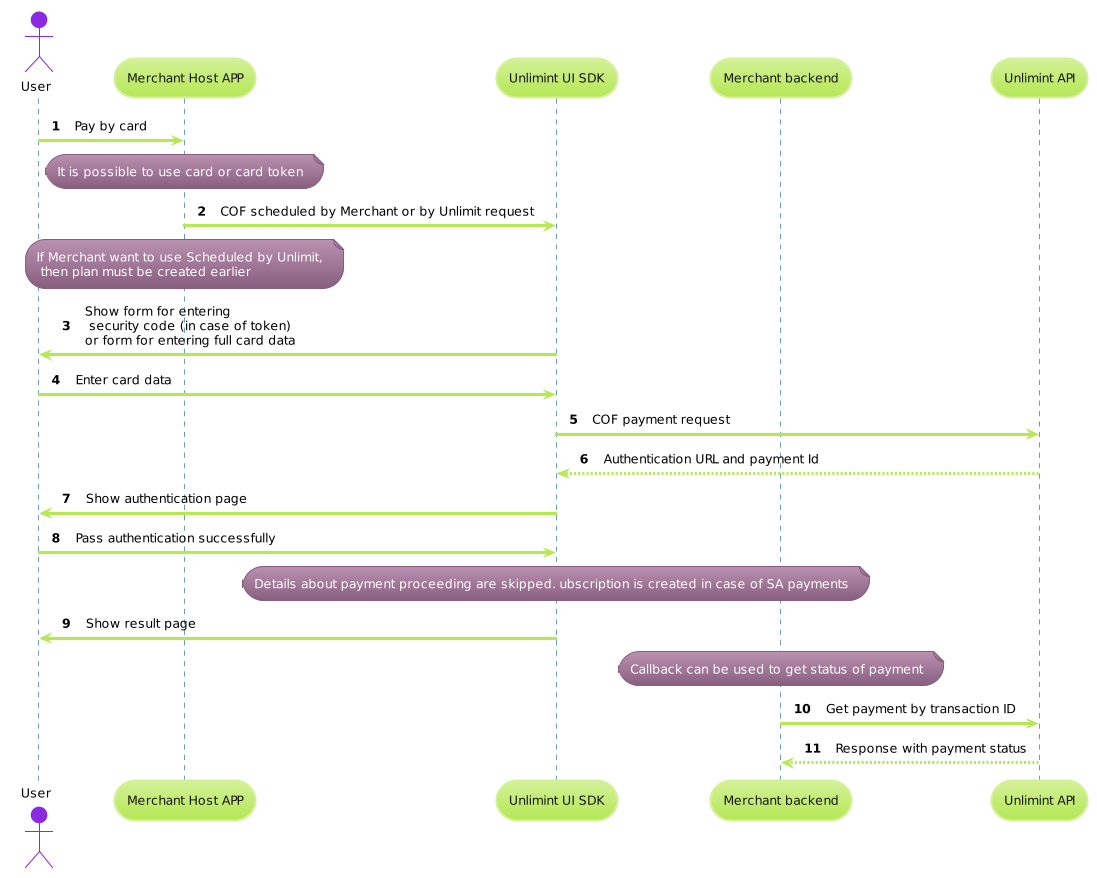 User
Merchant Host APP
Unlimint UI SDK
Merchant backend
Unlimint API
1 Pay by card
It is possible to use card or card token
2 COF scheduled by Merchant or by Unlimit request
If Merchant want to use Scheduled by Unlimit,
then plan must be created earlier
Show form for entering
3 security code (in case of token)
or form for entering full card data
4 Enter card data
5 COF payment request
6 Authentication URL and payment Id
7 Show authentication page
8 Pass authentication successfully
Details about payment proceeding are skipped. ubscription is created in case of SA payments
9 Show result page
Callback can be used to get status of payment
10 Get payment by transaction ID
11 Response with payment status
User
Merchant Host APP
Unlimint UI SDK
Merchant backend
Unlimint API